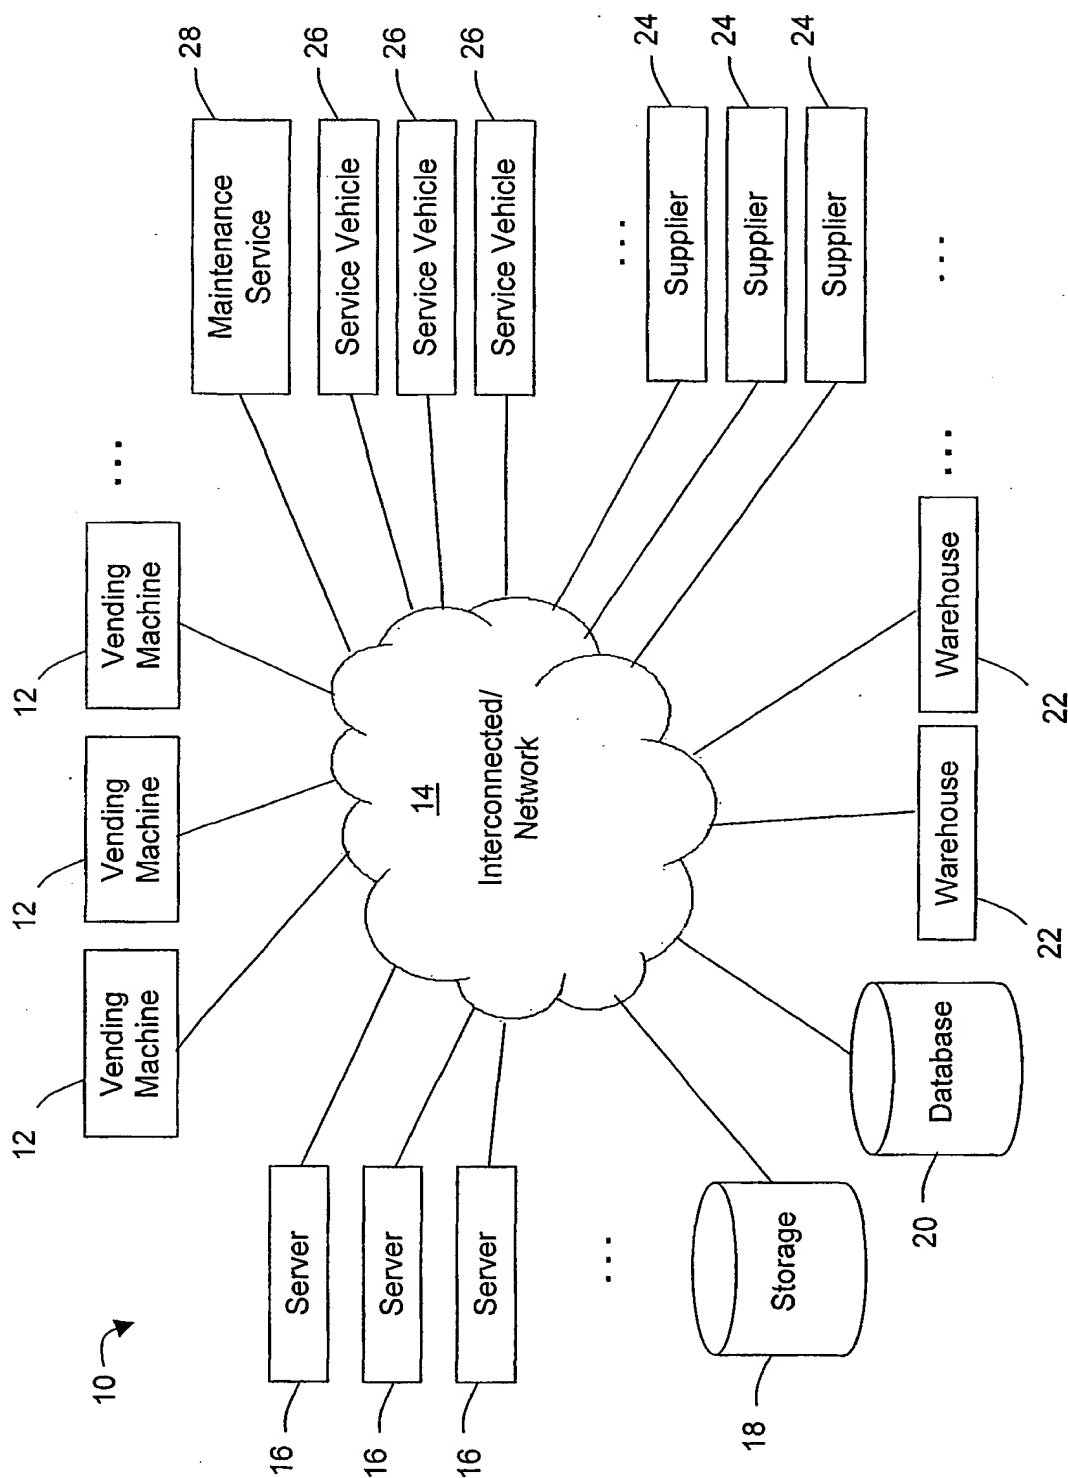 12
12
12
10
Vending
Machine
Vending
Machine
Vending
Machine
...
28
Maintenance
Service
16
Server
26
Service Vehicle
16
Server
26
Service Vehicle
16
Server
26
Service Vehicle
14
Interconnected/
Network
...
...
24
Supplier
24
Supplier
24
Supplier
...
18
Storage
20
Database
22
Warehouse
22
Warehouse
...